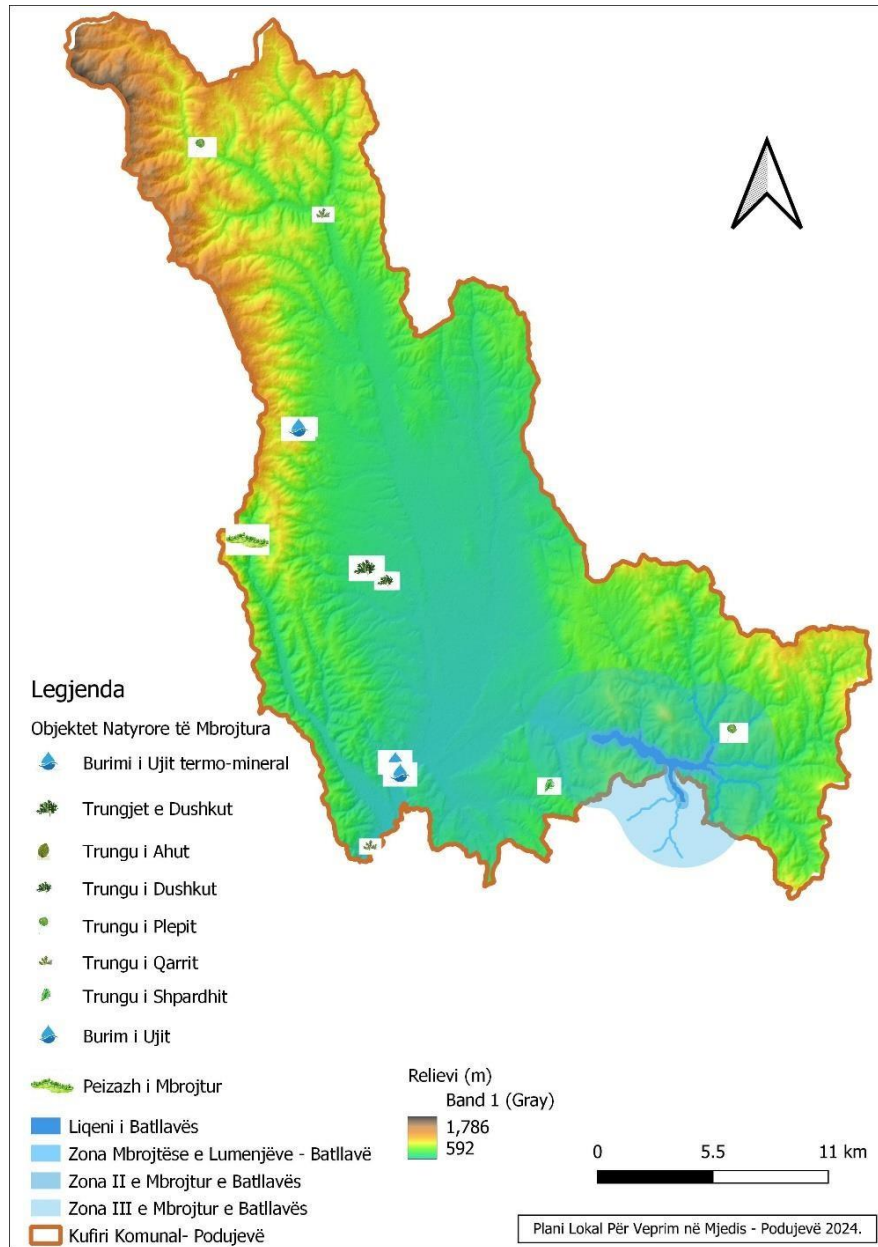 Legjenda
Objektet Natyrore të Mbrojtura
Burimi i Ujit termo-mineral
Trungjet e Dushkut
Trungu i Ahut
Trungu i Dushkut
Trungu i Plepit
Trungu i Qarrit
Trungu i Shpardhit
Burim i Ujit
Peizazh i Mbrojtur
Liqeni i Batllavës
Zona Mbrojtëse e Lumenjëve - Batllavë
Zona II e Mbrojtur e Batllavës
Zona III e Mbrojtur e Batllavës
Kufiri Komunal- Podujevë
Relievi (m)
Band 1 (Gray)
1,786
592
0 5.5 11 km
Plani Lokal Për Veprim në Mjedis - Podujevë 2024.